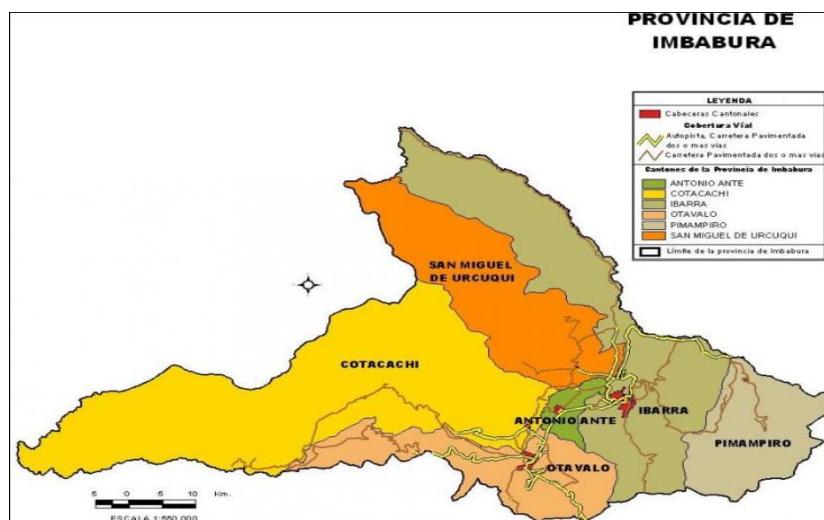 PROVINCIA DE
IMBABURA
LEYENDA
Cabeceras Cantonales
Cobertura Víal
Autopista, Carretera Pavimentada
dos o mas vias
Carretera Pavimentada dos o mas vias
Cantones de la Provincia de Imbabura
ANTONIO ANTE
COTACACHI
IBARRA
OTAVALO
PIMAMPIRO
SAN MIGUEL DE URCUQUI
Límite de la provincia de Imbabura
SAN MIGUEL
DE URCUQUI
COTACACHI
ANTONIO ANTE
IBARRA
PIMAMPIRO
OTAVALO
5 0 5 10 Km.
ESCALA 1:550.000